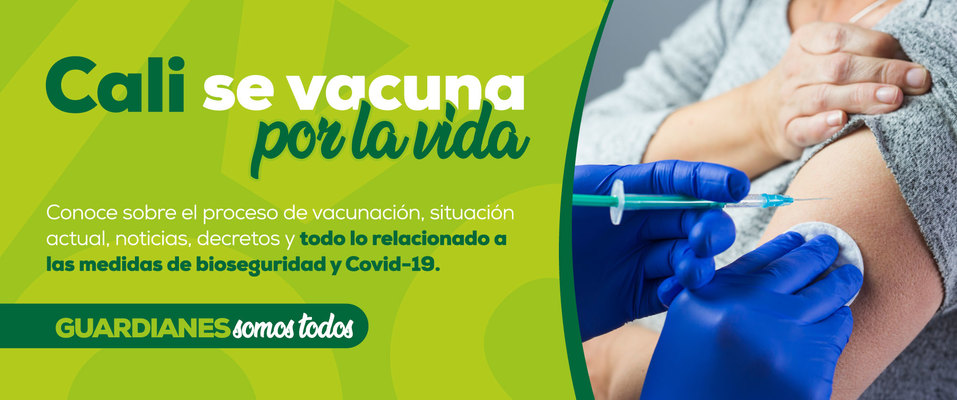 Cali se vacuna
por la vida
Conoce sobre el proceso de vacunación, situación
actual, noticias, decretos y todo lo relacionado a
las medidas de bioseguridad y Covid-19.
GUARDIANES somos todos